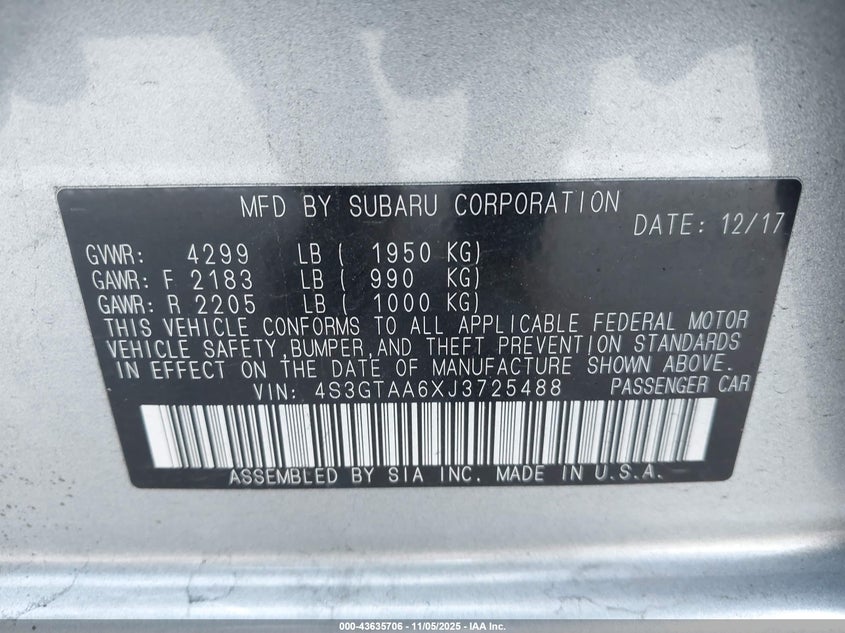 MFD BY SUBARU CORPORATION
DATE: 12/17
GVWR: 4299 LB ( 1950 KG)
GAWR: F 2183 LB ( 990 KG)
GAWR: R 2205 LB ( 1000 KG)
THIS VEHICLE CONFORMS TO ALL APPLICABLE FEDERAL MOTOR
VEHICLE SAFETY,BUMPER,AND THEFT PREVENTION STANDARDS
IN EFFECT ON THE DATE OF MANUFACTURE SHOWN ABOVE.
VIN: 4S3GTAA6XJ3725488 PASSENGER CAR
ASSEMBLED BY SIA INC. MADE IN U.S.A.
000-43635706 - 11/05/2025 - IAA Inc.